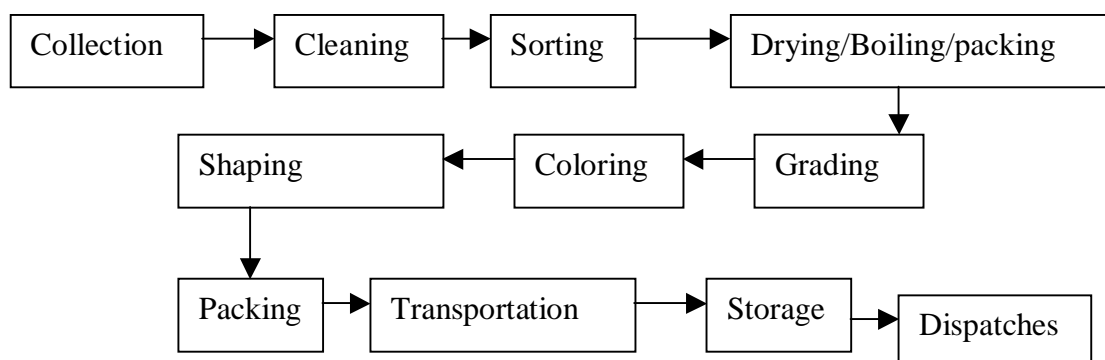 Collection
Cleaning
Sorting
Drying/Boiling/packing
Grading
Coloring
Shaping
Packing
Transportation
Storage
Dispatches